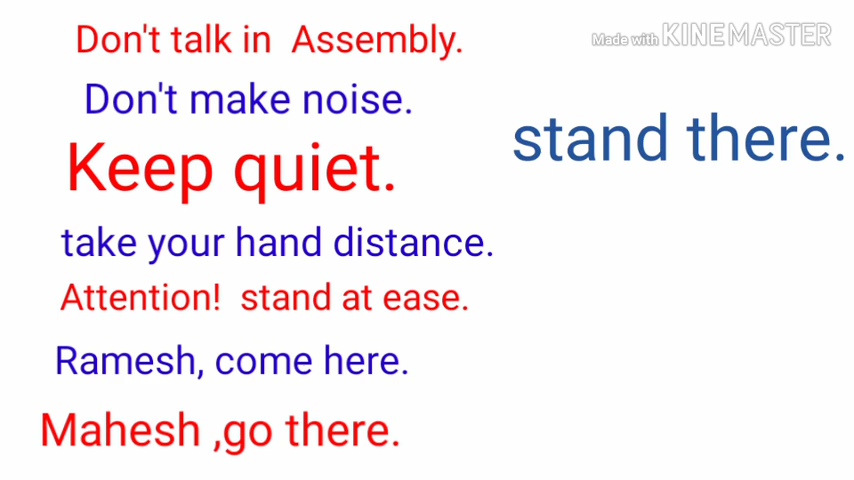 Don't talk in Assembly.
Made with KINEMASTER
Don't make noise.
stand there.
Keep quiet.
take your hand distance.
Attention! stand at ease.
Ramesh, come here.
Mahesh ,go there.